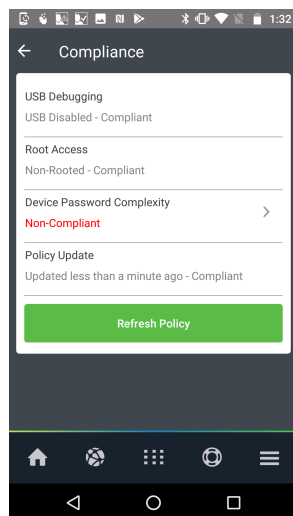 1:32
Compliance
USB Debugging
USB Disabled - Compliant
Root Access
Non-Rooted - Compliant
Device Password Complexity
Non-Compliant
Policy Update
Updated less than a minute ago - Compliant
Refresh Policy